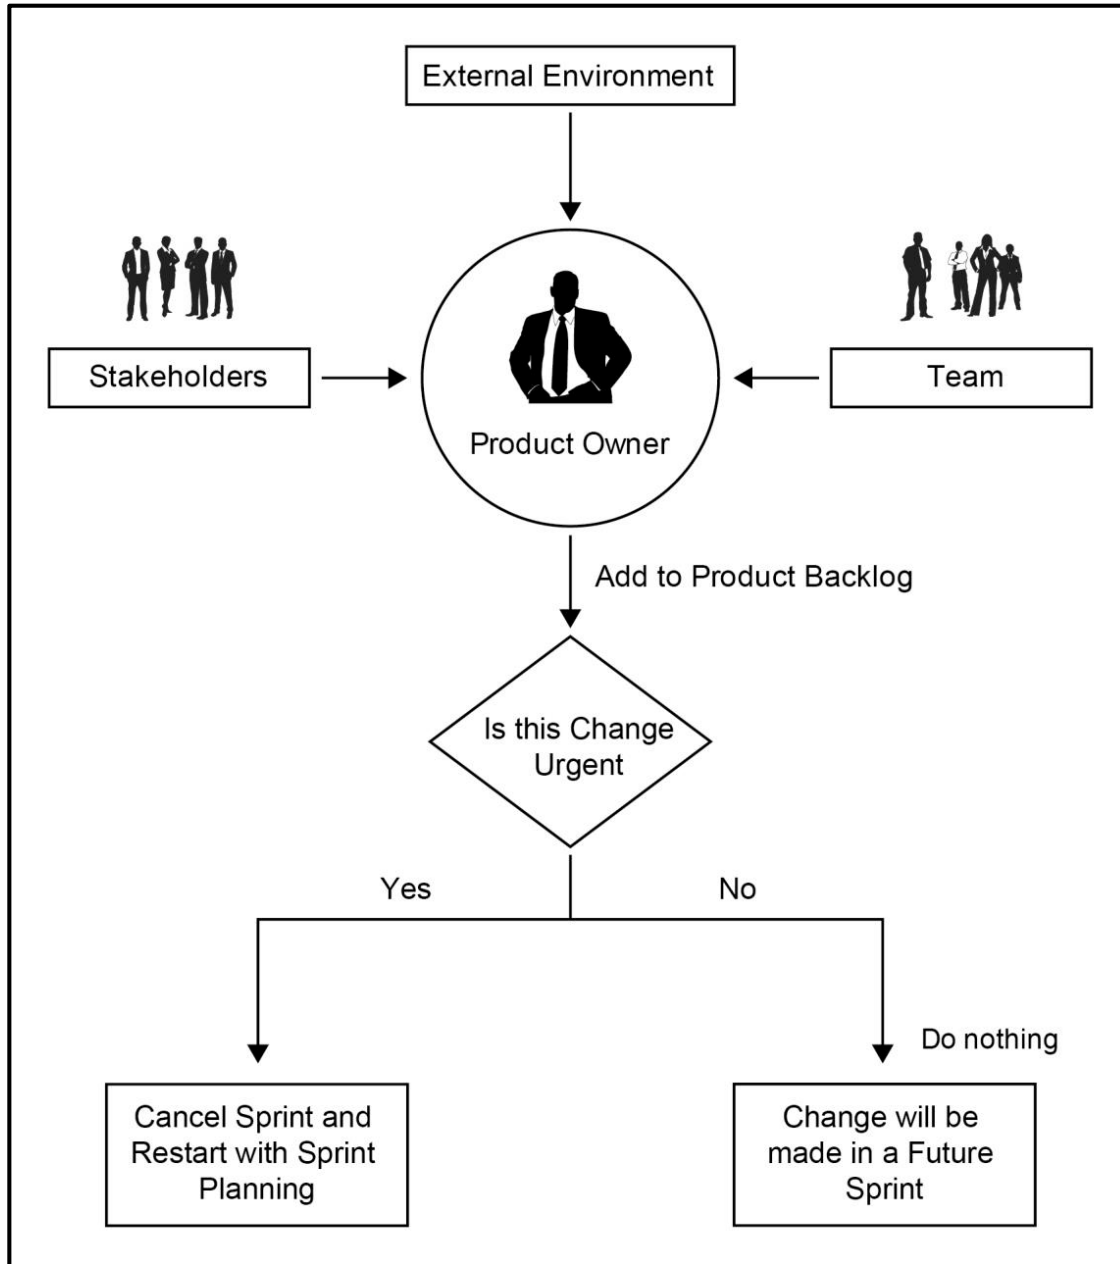 External Environment
Stakeholders
Team
Product Owner
Add to Product Backlog
Is this Change
Urgent
Yes
No
Do nothing
Cancel Sprint and
Restart with Sprint
Planning
Change will be
made in a Future
Sprint